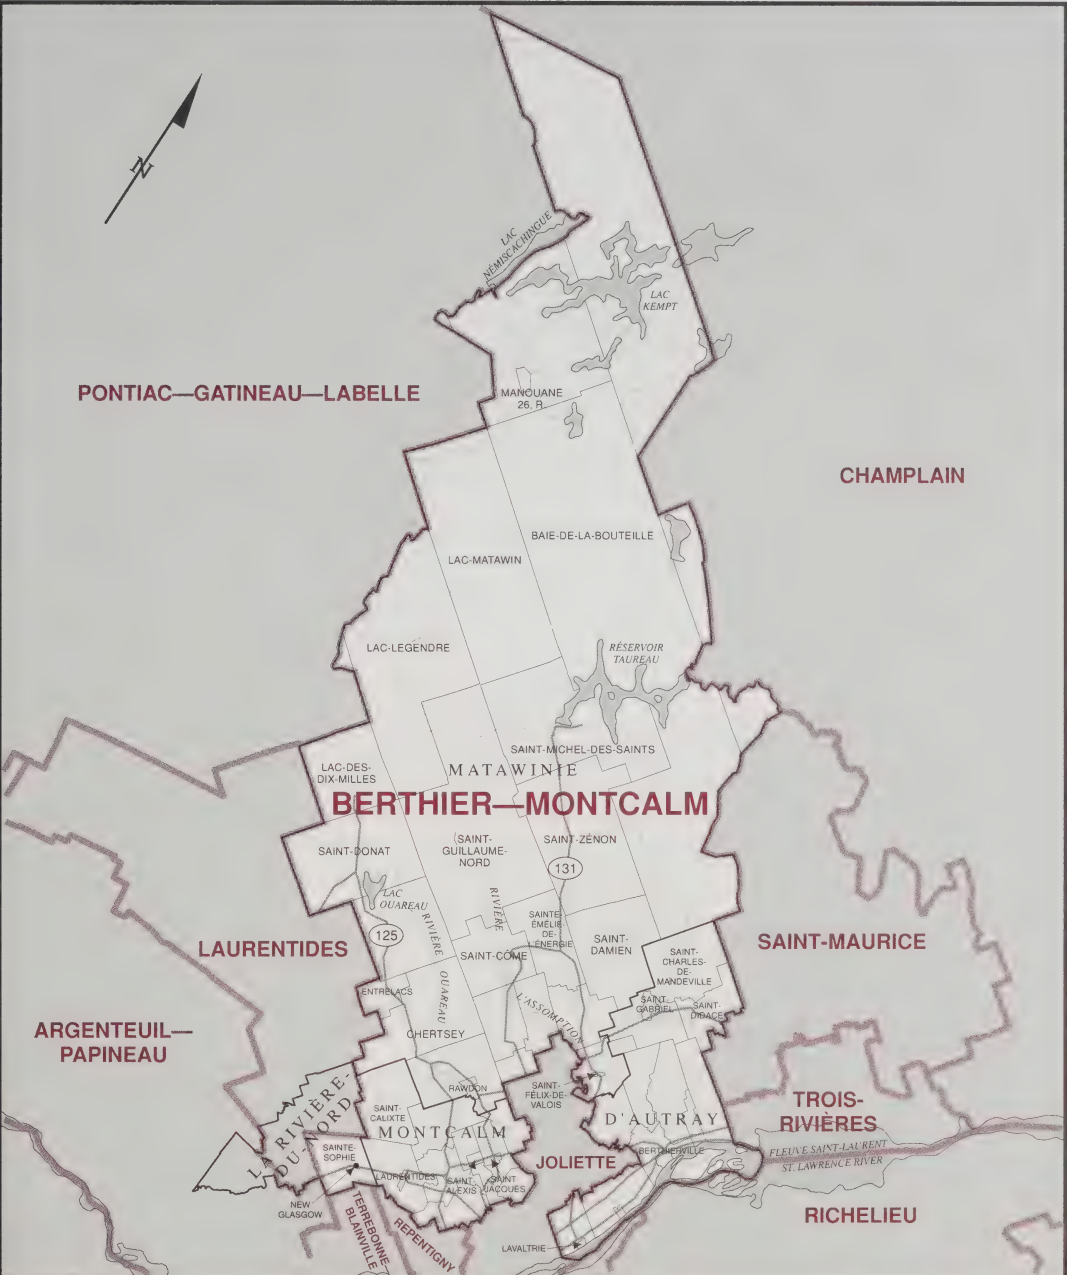 N
LAC
NÉMISCACHINGUE
LAC
KEMPT
PONTIAC—GATINEAU—LABELLE
MANOUANE
26, R.
CHAMPLAIN
BAIE-DE-LA-BOUTEILLE
LAC-MATAWIN
LAC-LEGENDRE
RÉSERVOIR
TAUREAU
SAINT-MICHEL-DES-SAINTS
LAC-DES-
DIX-MILLES
MATAWINIE
BERTHIER—MONTCALM
SAINT-DONAT
(SAINT-
GUILLAUME-
NORD
SAINT-ZÉNON
131
LAC
OUAREAU
RIVIÈRE
OUAREAU
RIVIÈRE
L'ASSOMPTION
125
SAINTE-
ÉMÉLIE-
DE-
L'ÉNERGIE
SAINT-
DAMIEN
SAINT-CÔME
SAINT-
CHARLES-
DE-
MANDEVILLE
LAURENTIDES
SAINT-MAURICE
ENTRELACS
SAINT-
GABRIEL
SAINT-
DIDACE
ARGENTEUIL—
PAPINEAU
CHERTSEY
RAWDON
SAINT-
FÉLIX-DE-
VALOIS
LA RIVIÈRE-
DU-NORD
SAINT-
CALIXTE
MONTCALM
D'AUTRAY
TROIS-
RIVIÈRES
SAINTE-
SOPHIE
LAURENTIDES
SAINT-
ALEXIS
SAINT-
JACQUES
JOLIETTE
BERTHIERVILLE
FLEUVE SAINT-LAURENT
ST. LAWRENCE RIVER
NEW
GLASGOW
TERREBONNE
BLAINVILLE
REPENTIGNY
LAVALTRIE
RICHELIEU